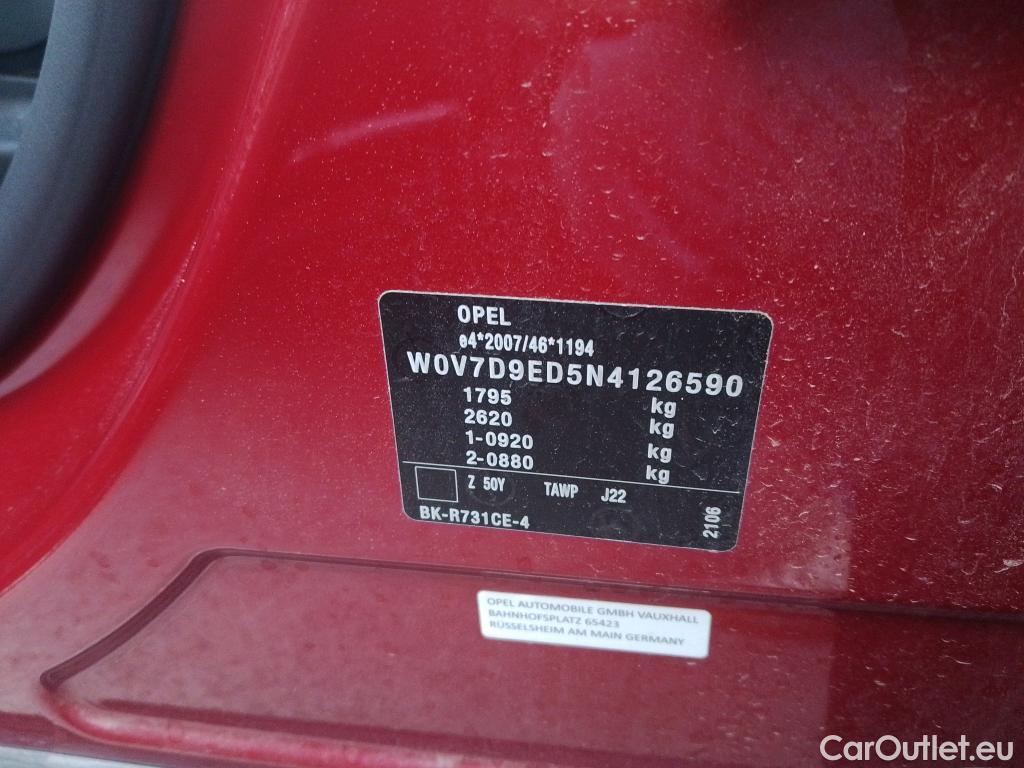 OPEL
e4*2007/46*1194
W0V7D9ED5N4126590
1795 kg
2620 kg
1-0920 kg
2-0880 kg
Z 50Y TAWP J22
BK-R731CE-4
2106
OPEL AUTOMOBILE GMBH VAUXHALL
BAHNHOFSPLATZ 65423
RÜSSELSHEIM AM MAIN GERMANY
CarOutlet.eu